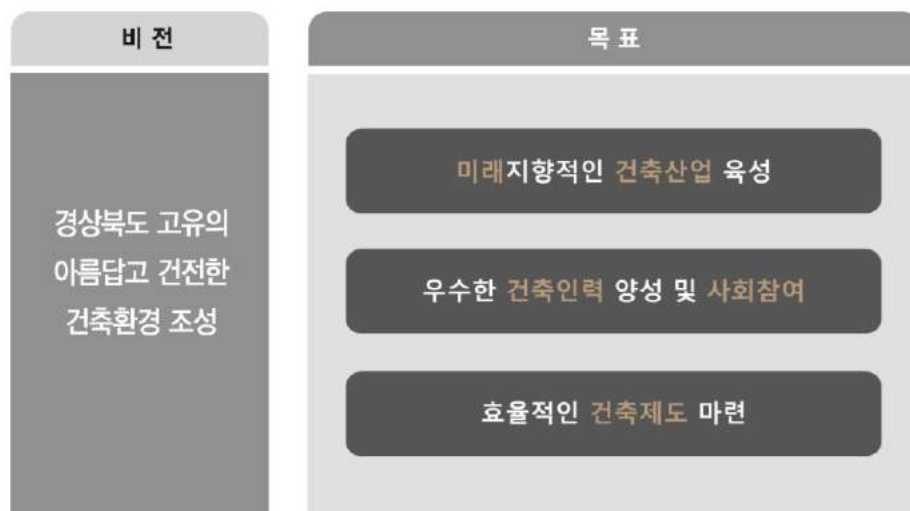 비 전
경상북도 고유의
아름답고 건전한
건축환경 조성
목 표
미래지향적인 건축산업 육성
우수한 건축인력 양성 및 사회참여
효율적인 건축제도 마련